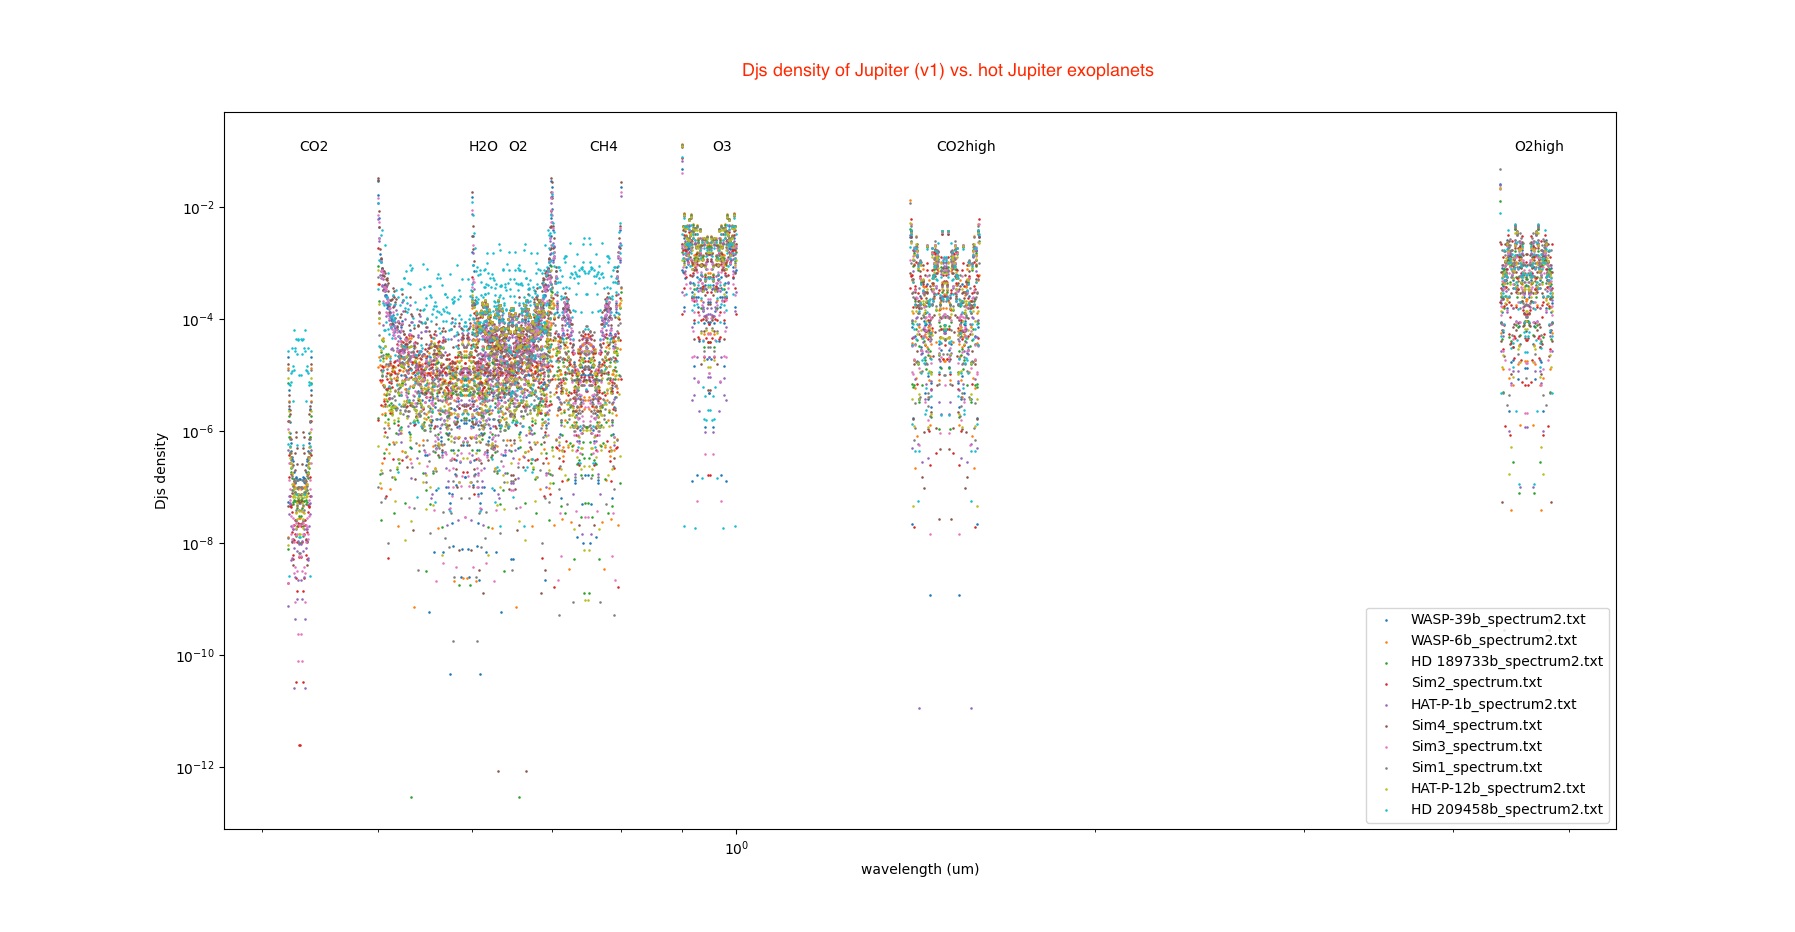 Djs density of Jupiter (v1) vs. hot Jupiter exoplanets
CO2 H2O O2 CH4 O3 CO2high O2high
10⁻²
10⁻⁴
10⁻⁶
10⁻⁸
10⁻¹⁰
10⁻¹²
Djs density
WASP-39b_spectrum2.txt
WASP-6b_spectrum2.txt
HD 189733b_spectrum2.txt
Sim2_spectrum.txt
HAT-P-1b_spectrum2.txt
Sim4_spectrum.txt
Sim3_spectrum.txt
Sim1_spectrum.txt
HAT-P-12b_spectrum2.txt
HD 209458b_spectrum2.txt
10⁰
wavelength (um)